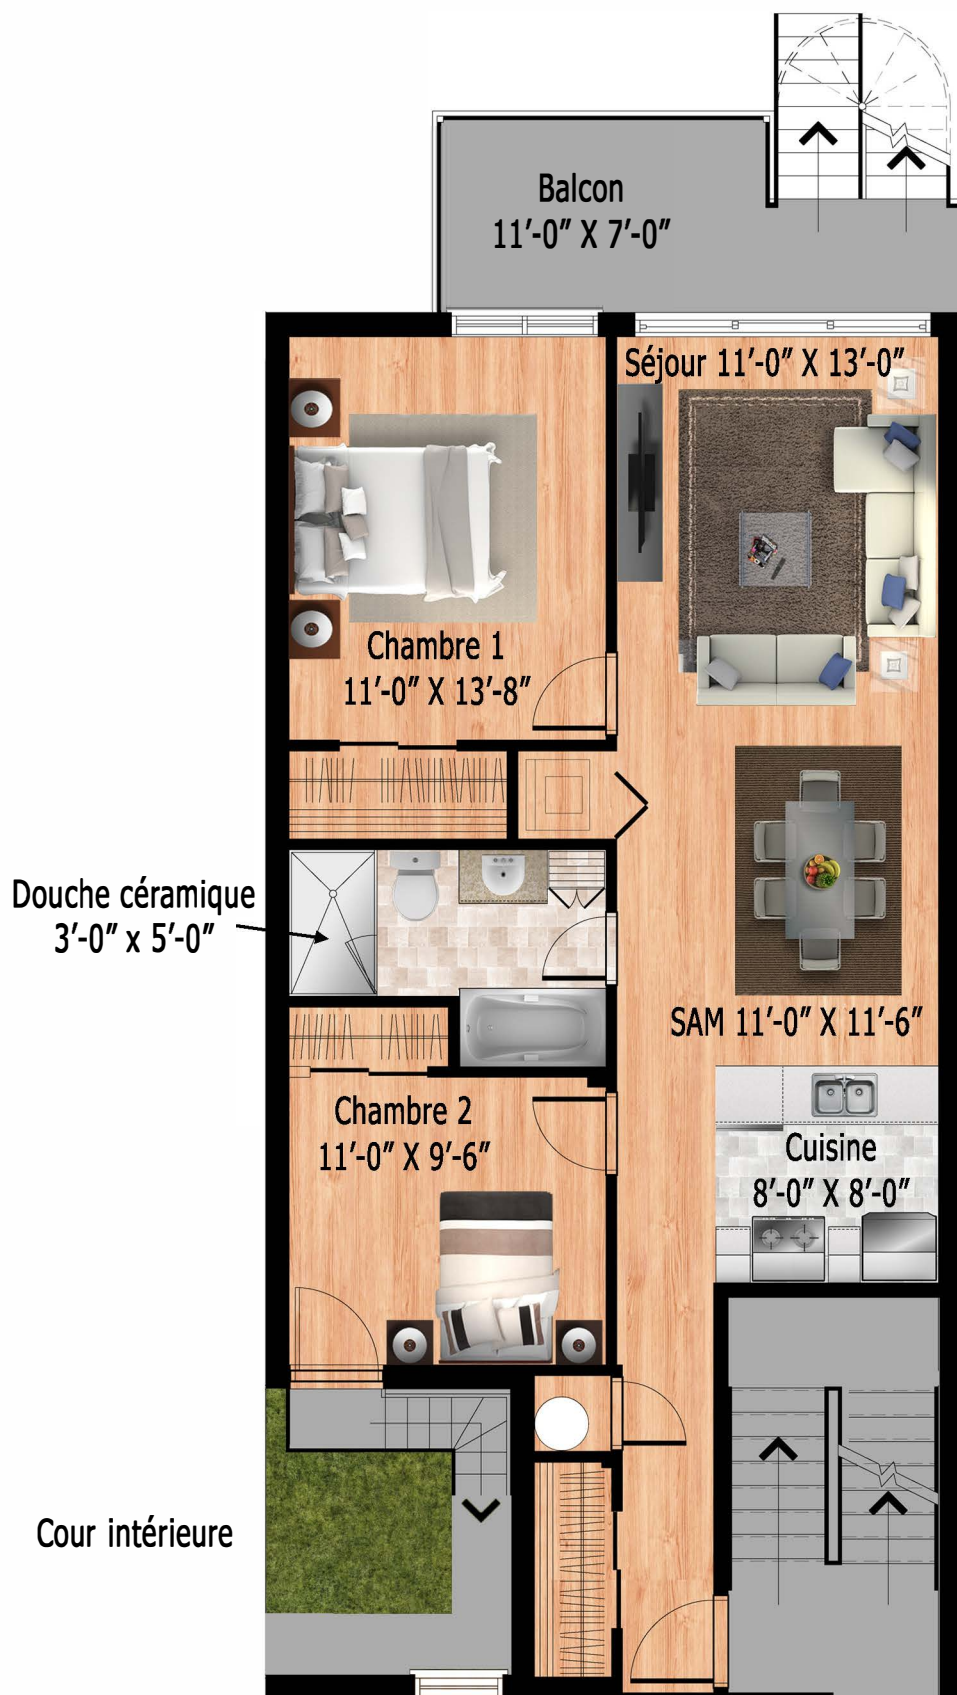 Balcon
11'-0" X 7'-0"
Séjour 11'-0" X 13'-0"
Chambre 1
11'-0" X 13'-8"
Douche céramique
3'-0" x 5'-0"
SAM 11'-0" X 11'-6"
Chambre 2
11'-0" X 9'-6"
Cuisine
8'-0" X 8'-0"
Cour intérieure